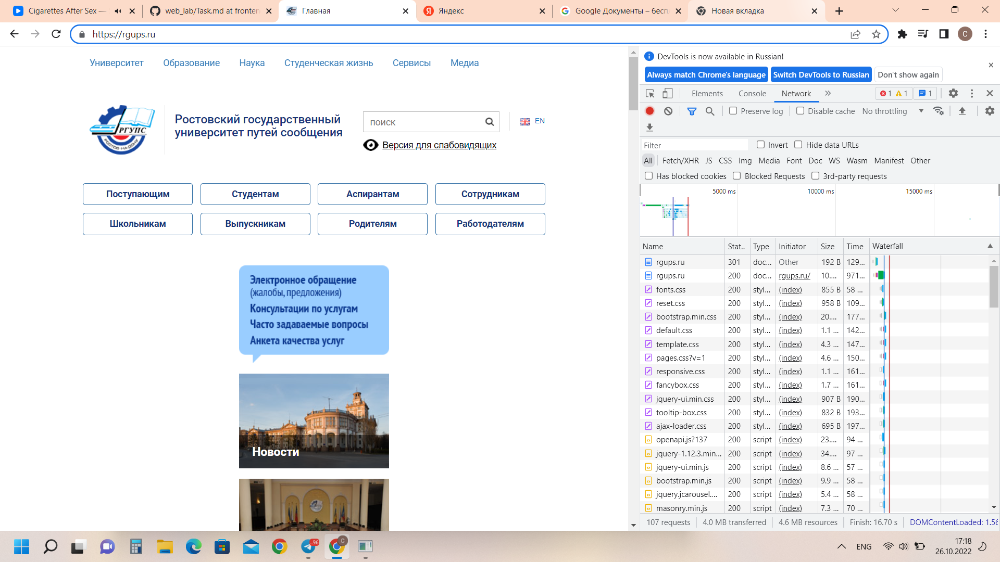 Cigarettes After Sex —
web_lab/Task.md at fronten
Главная
Яндекс
Google Документы – бесп
Новая вкладка
https://rgups.ru
C
Университет
Образование
Наука
Студенческая жизнь
Сервисы
Медиа
РГУПС
РОСТОВ-НА-ДОНУ
Ростовский государственный
университет путей сообщения
поиск
EN
Версия для слабовидящих
Поступающим
Студентам
Аспирантам
Сотрудникам
Школьникам
Выпускникам
Родителям
Работодателям
Электронное обращение
(жалобы, предложения)
Консультации по услугам
Часто задаваемые вопросы
Анкета качества услуг
Новости
DevTools is now available in Russian!
Always match Chrome's language
Switch DevTools to Russian
Don't show again
Elements
Console
Network
1
1
1
Preserve log
Disable cache
No throttling
Filter
Invert
Hide data URLs
All
Fetch/XHR
JS
CSS
Img
Media
Font
Doc
WS
Wasm
Manifest
Other
Has blocked cookies
Blocked Requests
3rd-party requests
5000 ms
10000 ms
15000 ms
Name Stat.. Type Initiator Size Time Waterfall
rgups.ru 301 doc... Other 192 B 129...
rgups.ru 200 doc... rgups.ru/ 10.... 971...
fonts.css 200 styl... (index) 855 B 58 ...
reset.css 200 styl... (index) 958 B 109...
bootstrap.min.css 200 styl... (index) 20.... 177...
default.css 200 styl... (index) 1.1 ... 142...
template.css 200 styl... (index) 4.3 ... 147...
pages.css?v=1 200 styl... (index) 4.6 ... 150...
responsive.css 200 styl... (index) 1.1 ... 161...
fancybox.css 200 styl... (index) 1.7 ... 161...
jquery-ui.min.css 200 styl... (index) 907 B 190...
tooltip-box.css 200 styl... (index) 832 B 193...
ajax-loader.css 200 styl... (index) 695 B 197...
openapi.js?137 200 script (index) 23.... 94 ...
jquery-1.12.3.min... 200 script (index) 34.... 97 ...
jquery-ui.min.js 200 script (index) 8.6 ... 57 ...
bootstrap.min.js 200 script (index) 9.9 ... 58 ...
jquery.jcarousel.... 200 script (index) 5.4 ... 58 ...
masonry.min.js 200 script (index) 7.3 ... 70 ...
107 requests
4.0 MB transferred
4.6 MB resources
Finish: 16.70 s
DOMContentLoaded: 1.56
..96
C
ENG
17:18
26.10.2022